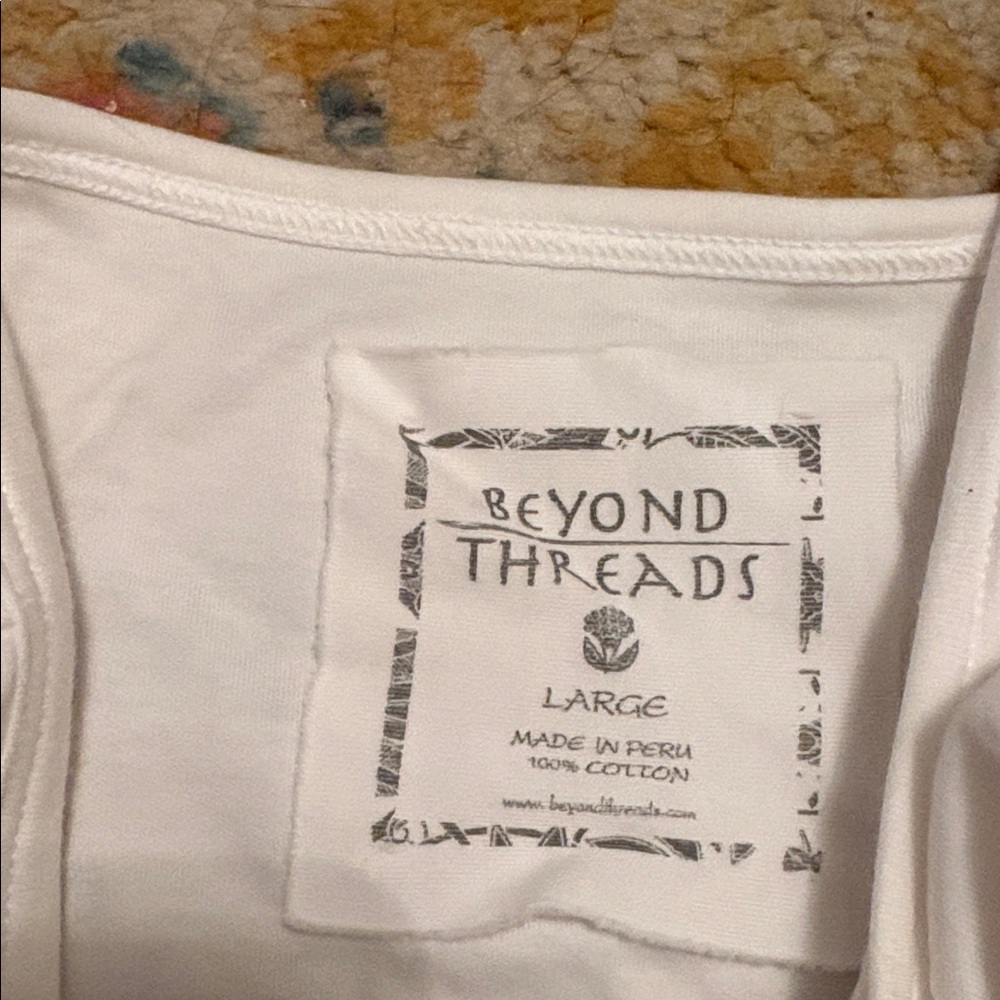 BEYOND
THREADS
LARGE
MADE IN PERU
100% COTTON
www.beyondthreads.com